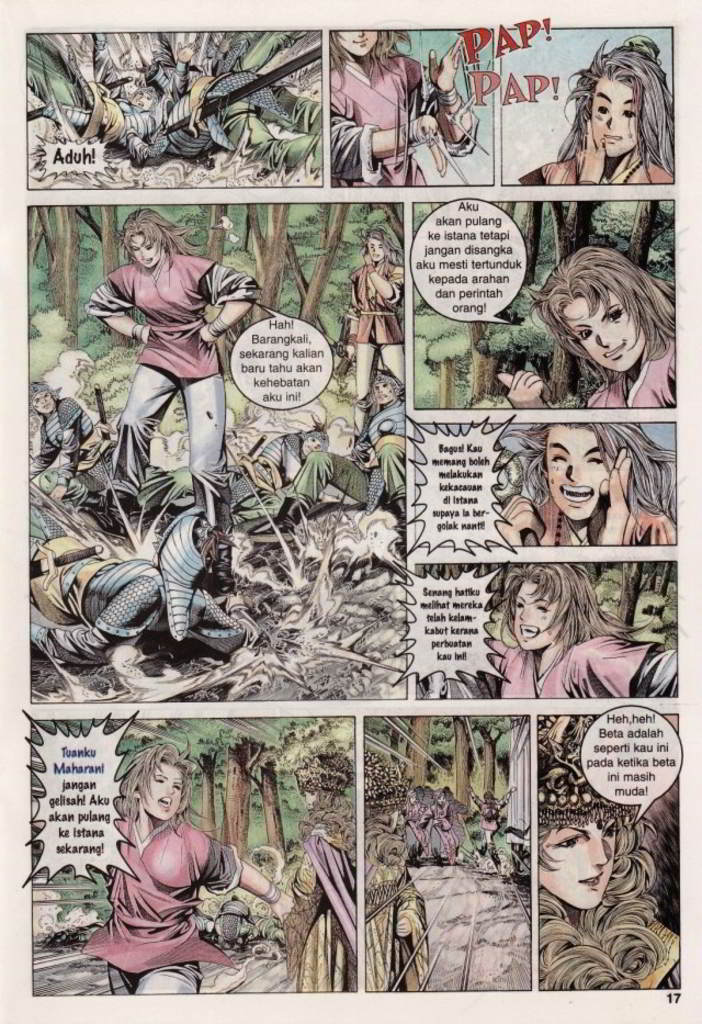 Aduh!
PAP!
PAP!
Hah!
Barangkali,
sekarang kalian
baru tahu akan
kehebatan
aku ini!
Aku
akan pulang
ke istana tetapi
jangan disangka
aku mesti tertunduk
kepada arahan
dan perintah
orang!
Bagus! Kau
memang boleh
melakukan
kekacauan
di istana
supaya ia ber-
golak nanti!
Senang hatiku
melihat mereka
telah kelam-
kabut kerana
perbuatan
kau ini!
Tuanku
Maharani
jangan
gelisah! Aku
akan pulang
ke istana
sekarang!
Heh,heh!
Beta adalah
seperti kau ini
pada ketika beta
ini masih
muda!
17